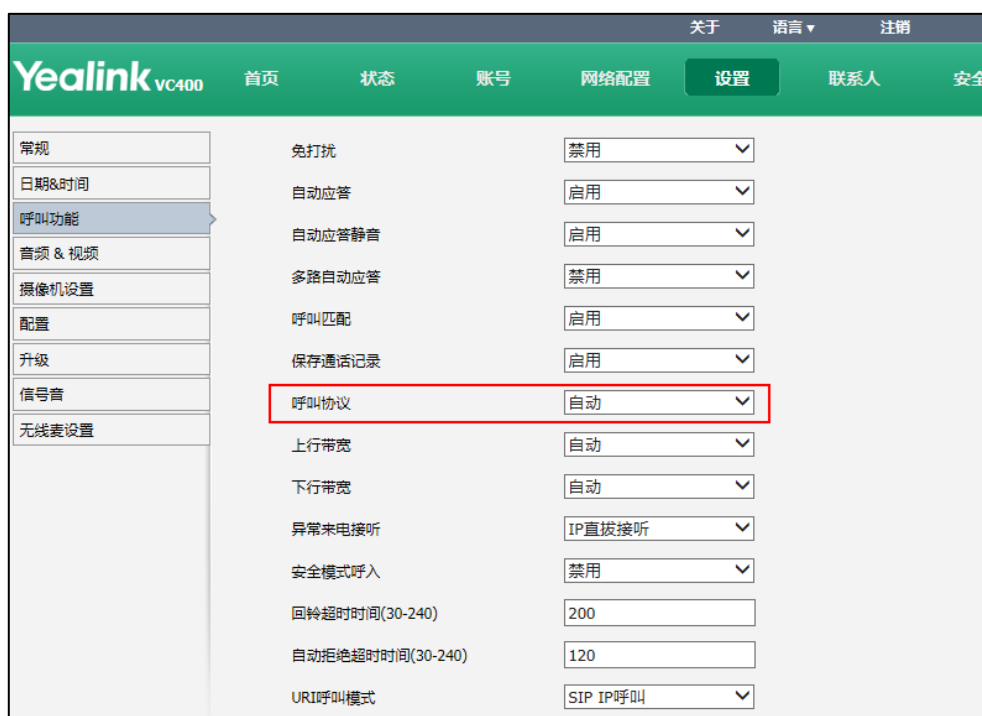 关于 语言▼ 注销
Yealink VC400 首页 状态 账号 网络配置 设置 联系人 安全
常规
日期&时间
呼叫功能
音频 & 视频
摄像机设置
配置
升级
信号音
无线麦设置
免打扰 禁用
自动应答 启用
自动应答静音 启用
多路自动应答 禁用
呼叫匹配 启用
保存通话记录 启用
呼叫协议 自动
上行带宽 自动
下行带宽 自动
异常来电接听 IP直拔接听
安全模式呼入 禁用
回铃超时时间(30-240) 200
自动拒绝超时时间(30-240) 120
URI呼叫模式 SIP IP呼叫